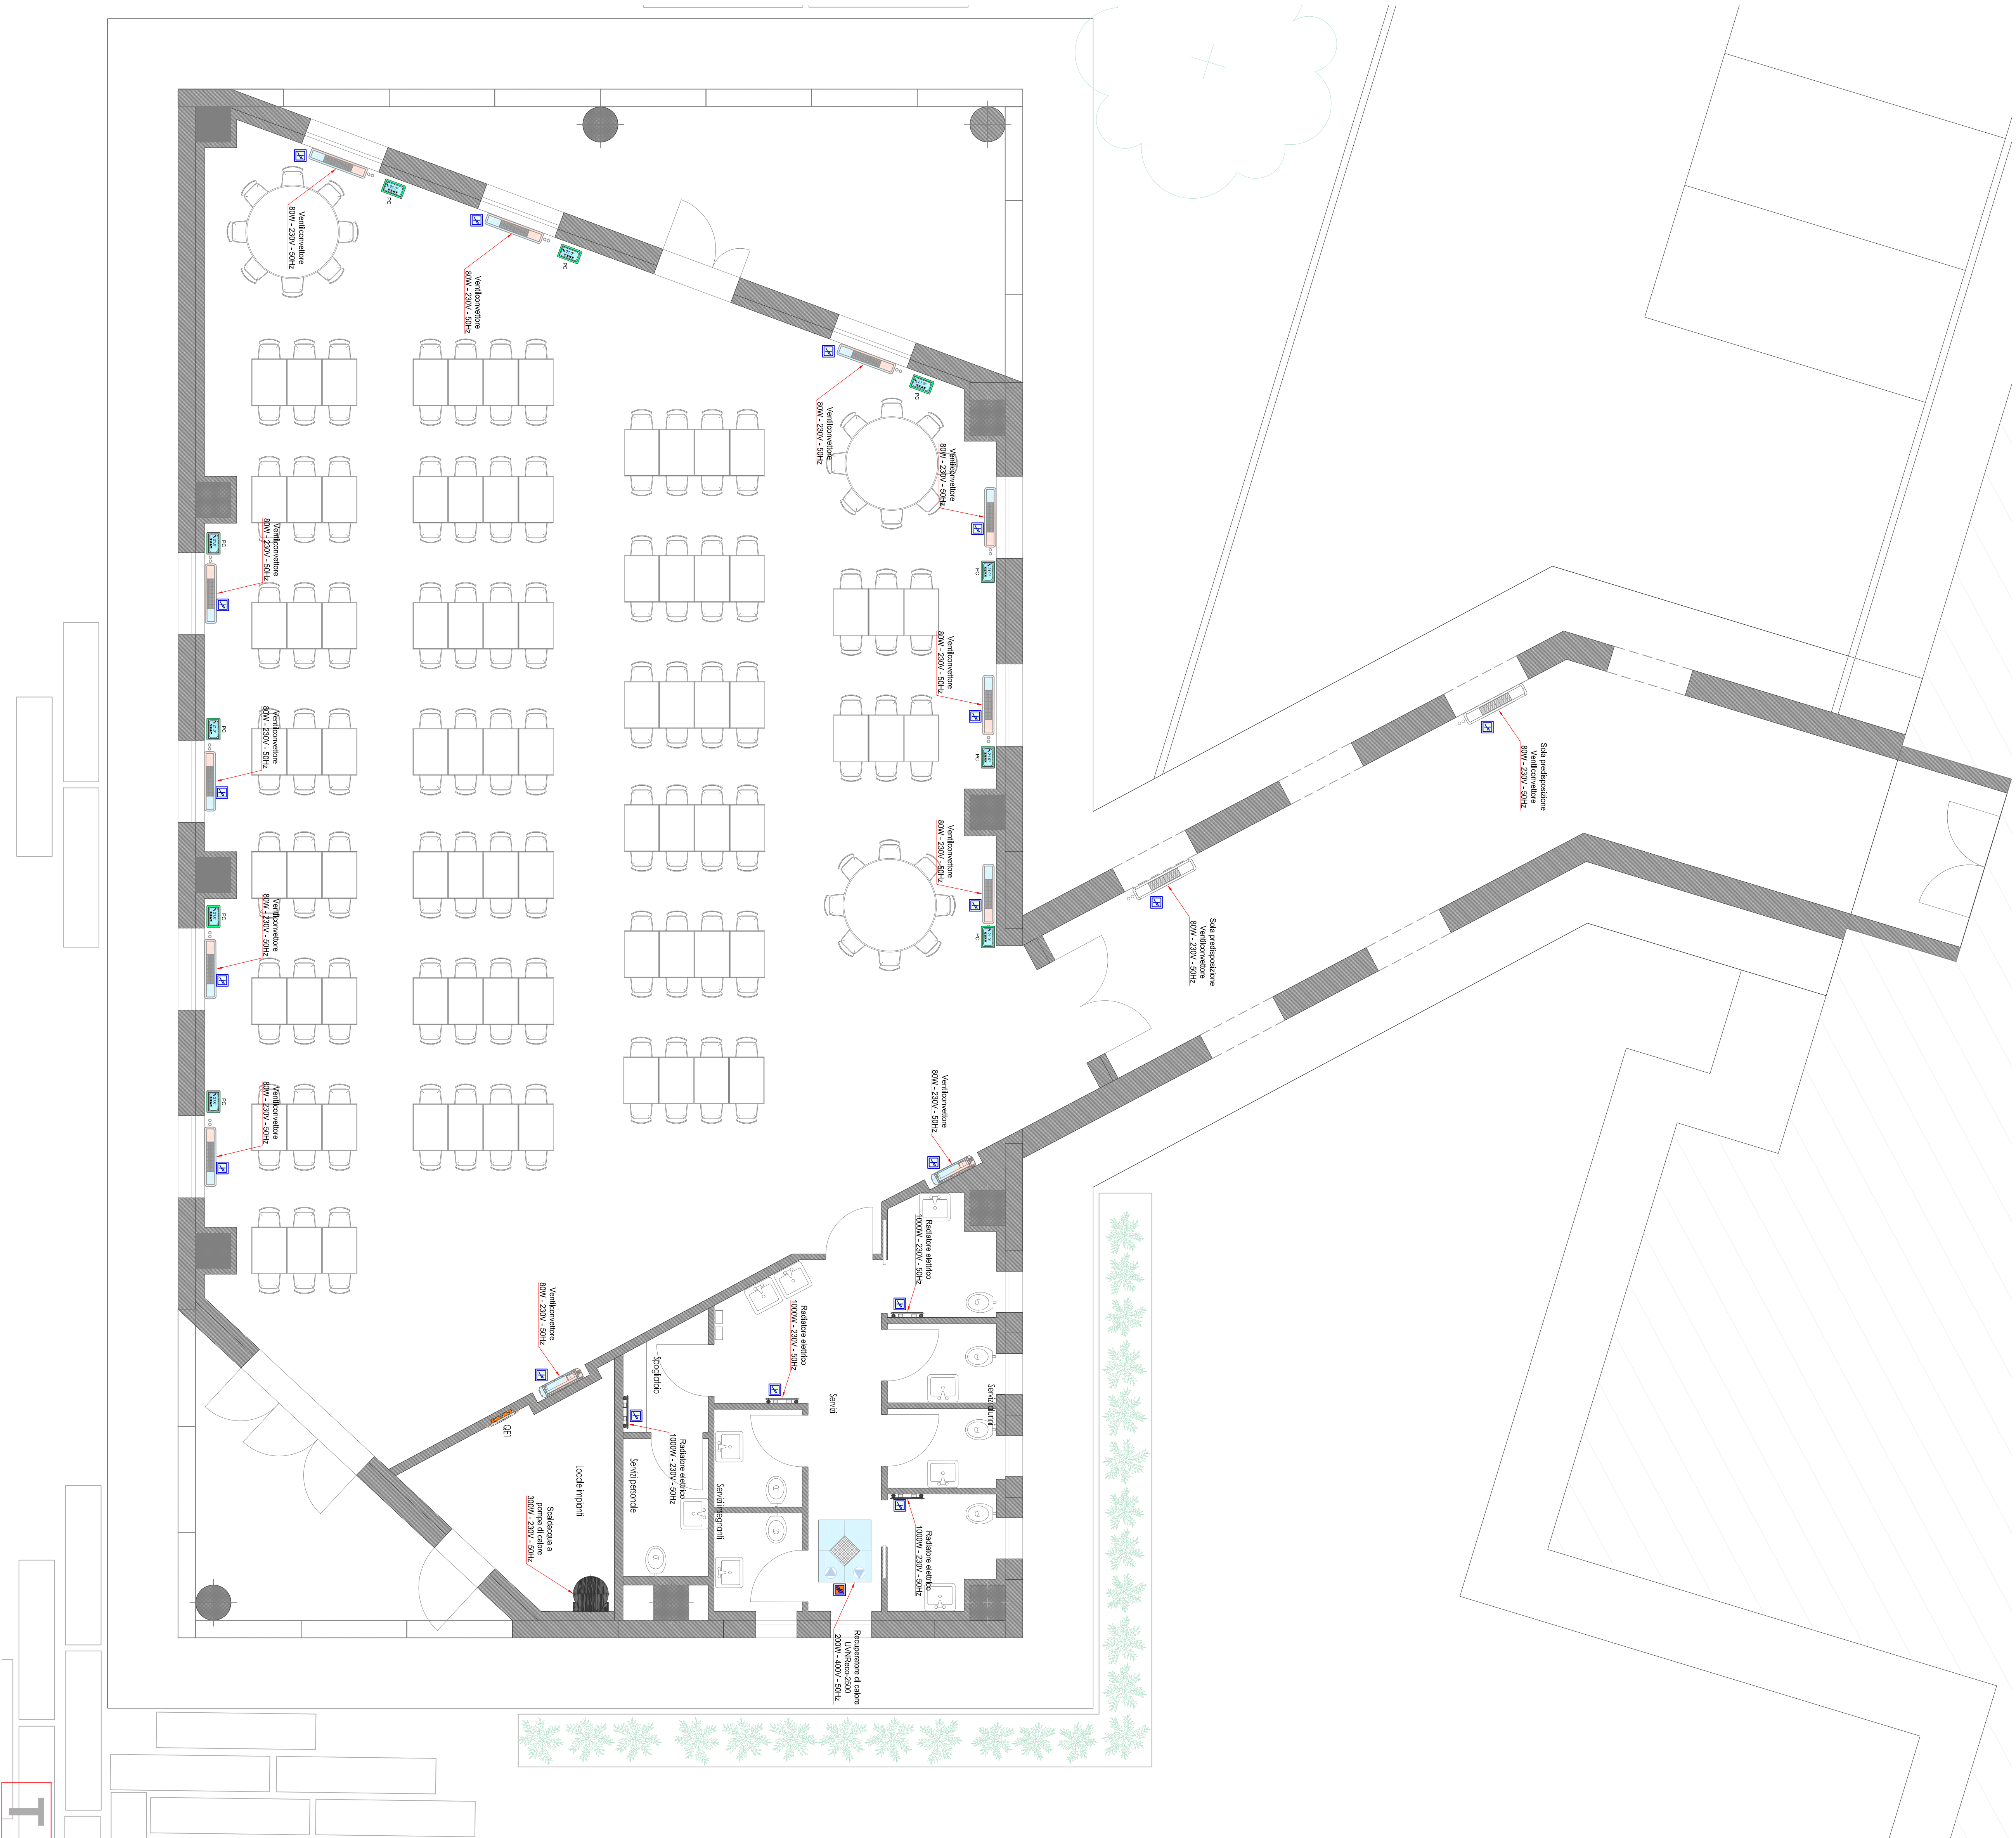 Ventilconvettore
80W - 230V - 50Hz
PC
Ventilconvettore
80W - 230V - 50Hz
PC
Ventilconvettore
80W - 230V - 50Hz
PC
Ventilconvettore
80W - 230V - 50Hz
PC
Ventilconvettore
80W - 230V - 50Hz
PC
Ventilconvettore
80W - 230V - 50Hz
PC
Ventilconvettore
80W - 230V - 50Hz
PC
Ventilconvettore
80W - 230V - 50Hz
PC
Ventilconvettore
80W - 230V - 50Hz
PC
Ventilconvettore
80W - 230V - 50Hz
PC
Sola predisposizione
Ventilconvettore
80W - 230V - 50Hz
Sola predisposizione
Ventilconvettore
80W - 230V - 50Hz
Ventilconvettore
80W - 230V - 50Hz
Ventilconvettore
80W - 230V - 50Hz
Radiatore elettrico
1000W - 230V - 50Hz
Radiatore elettrico
1000W - 230V - 50Hz
Radiatore elettrico
1000W - 230V - 50Hz
Radiatore elettrico
1000W - 230V - 50Hz
Servizi alunni
Servizi
Spogliatoio
Servizi insegnanti
Servizi personale
Locale impianti
QE1
Scaldacqua a
pompa di calore
300W - 230V - 50Hz
Recuperatore di calore
UVNReco-2500
200W - 400V - 50Hz